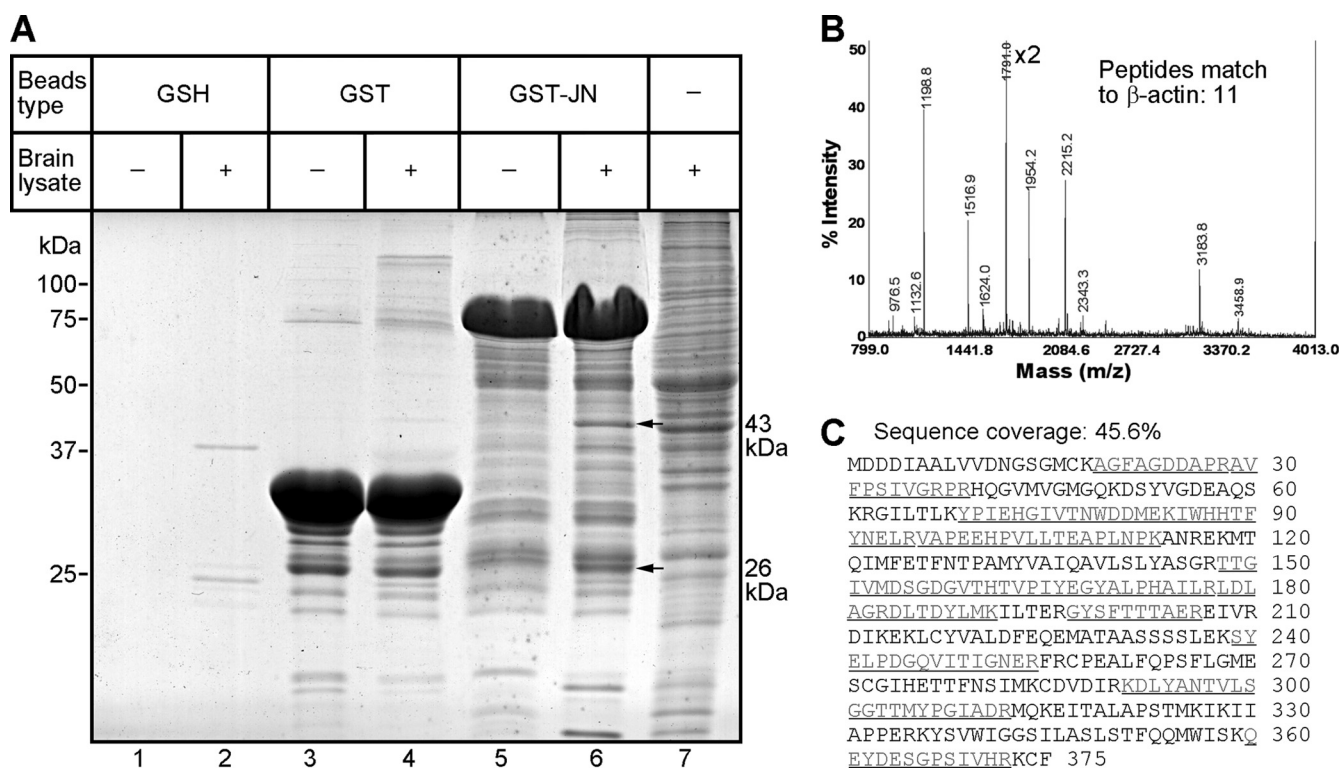 A
Beads type
GSH
GST
GST-JN
–
Brain lysate
–
+
–
+
–
+
+
kDa
100
75
50
37
25
43 kDa
26 kDa
1 2 3 4 5 6 7
B
% Intensity
50
40
30
20
10
0
976.5
1132.6
1198.8
1516.9
1624.0
1791.0
x2
1954.2
2215.2
2343.3
3183.8
3458.9
Peptides match
to β-actin: 11
799.0 1441.8 2084.6 2727.4 3370.2 4013.0
Mass (m/z)
C
Sequence coverage: 45.6%
MDDDIAALVVDNGSGMCKAGFAGDDAPRAV 30
FPSIVGRPRHQGVMVGMGQKDSYVGDEAQS 60
KRGILTLKYPIEHGIVTNWDDMEKIWHHTF 90
YNELRVAPEEHPVLLTEAPLNPKANREKMT 120
QIMFETFNTPAMYVAIQAVLSLYASGRTTG 150
IVMDSGDGVTHTVPIYEGYALPHAILRLDL 180
AGRDLTDYLMKILTERGYSFTTTAEREIVR 210
DIKEKLCYVALDFEQEMATAASSSSLEKSY 240
ELPDGQVITIGNERFRCPEALFQPSFLGME 270
SCGIHETTFNSIMKCDVDIRKDLYANTVLS 300
GGTTMYPGIADRMQKEITALAPSTMKIKII 330
APPERKYSVWIGGSILASLSTFQQMWISKQ 360
EYDESGPSIVHRKCF 375